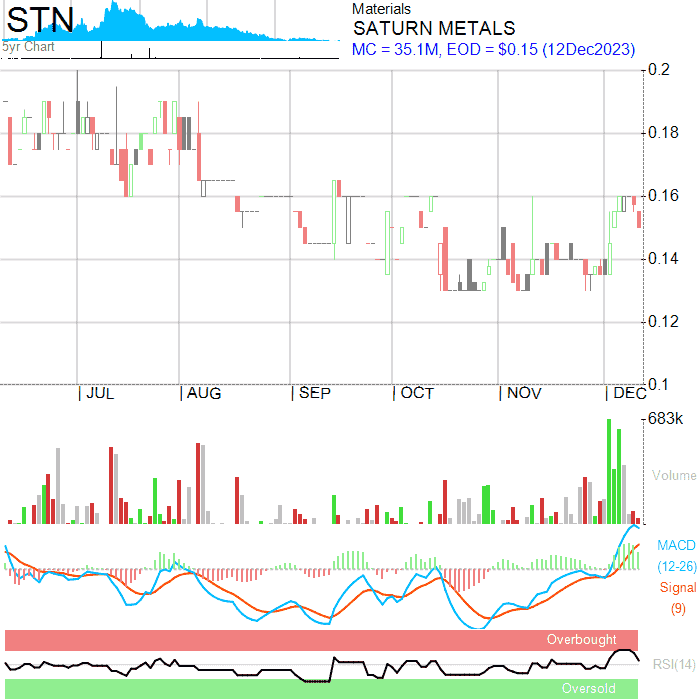 STN
5yr Chart
Materials
SATURN METALS
MC = 35.1M, EOD = $0.15 (12Dec2023)
0.2
0.18
0.16
0.14
0.12
0.1
JUL AUG SEP OCT NOV DEC
683k
Volume
MACD
(12-26)
Signal
(9)
Overbought
RSI(14)
Oversold